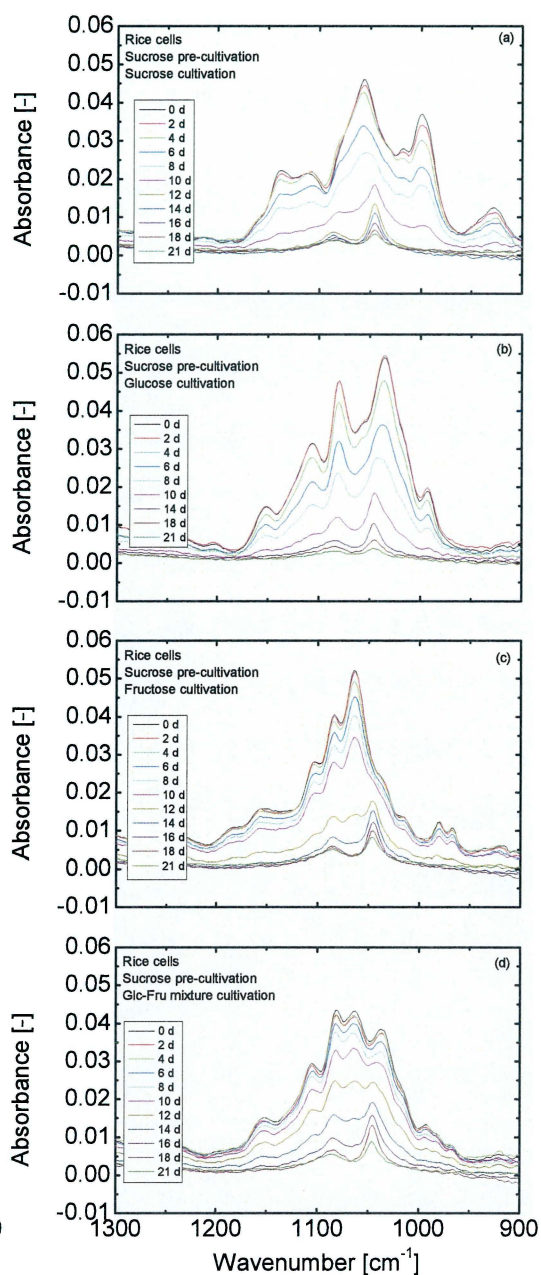 0.06
0.05
0.04
0.03
0.02
0.01
0.00
-0.01
Absorbance [-]
Rice cells
Sucrose pre-cultivation
Sucrose cultivation
(a)
0 d
2 d
4 d
6 d
8 d
10 d
12 d
14 d
16 d
18 d
21 d
0.06
0.05
0.04
0.03
0.02
0.01
0.00
-0.01
Absorbance [-]
Rice cells
Sucrose pre-cultivation
Glucose cultivation
(b)
0 d
2 d
4 d
6 d
8 d
10 d
14 d
18 d
21 d
0.06
0.05
0.04
0.03
0.02
0.01
0.00
-0.01
Absorbance [-]
Rice cells
Sucrose pre-cultivation
Fructose cultivation
(c)
0 d
2 d
4 d
6 d
8 d
10 d
12 d
14 d
16 d
18 d
21 d
0.06
0.05
0.04
0.03
0.02
0.01
0.00
-0.01
Absorbance [-]
Rice cells
Sucrose pre-cultivation
Glc-Fru mixture cultivation
(d)
0 d
2 d
4 d
6 d
8 d
10 d
12 d
14 d
16 d
18 d
21 d
1300 1200 1100 1000 900
Wavenumber [cm⁻¹]